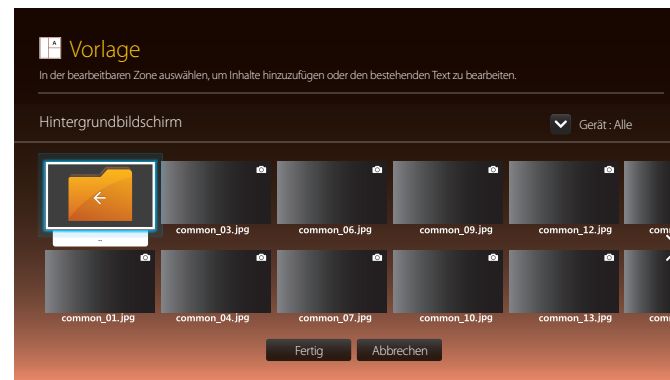 A
Vorlage
In der bearbeitbaren Zone auswählen, um Inhalte hinzuzufügen oder den bestehenden Text zu bearbeiten.
Hintergrundbildschirm
Gerät : Alle
..
common_03.jpg common_06.jpg common_09.jpg common_12.jpg
common_01.jpg common_04.jpg common_07.jpg common_10.jpg common_13.jpg
Fertig Abbrechen